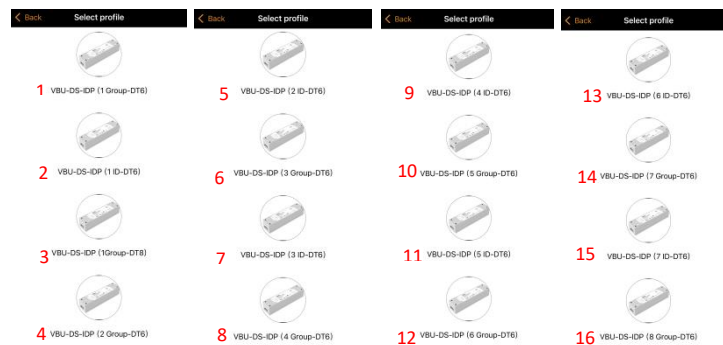 < Back Select profile
1 VBU-DS-IDP (1 Group-DT6)
2 VBU-DS-IDP (1 ID-DT6)
3 VBU-DS-IDP (1Group-DT8)
4 VBU-DS-IDP (2 Group-DT6)
< Back Select profile
5 VBU-DS-IDP (2 ID-DT6)
6 VBU-DS-IDP (3 Group-DT6)
7 VBU-DS-IDP (3 ID-DT6)
8 VBU-DS-IDP (4 Group-DT6)
< Back Select profile
9 VBU-DS-IDP (4 ID-DT6)
10 VBU-DS-IDP (5 Group-DT6)
11 VBU-DS-IDP (5 ID-DT6)
12 VBU-DS-IDP (6 Group-DT6)
< Back Select profile
13 VBU-DS-IDP (6 ID-DT6)
14 VBU-DS-IDP (7 Group-DT6)
15 VBU-DS-IDP (7 ID-DT6)
16 VBU-DS-IDP (8 Group-DT6)